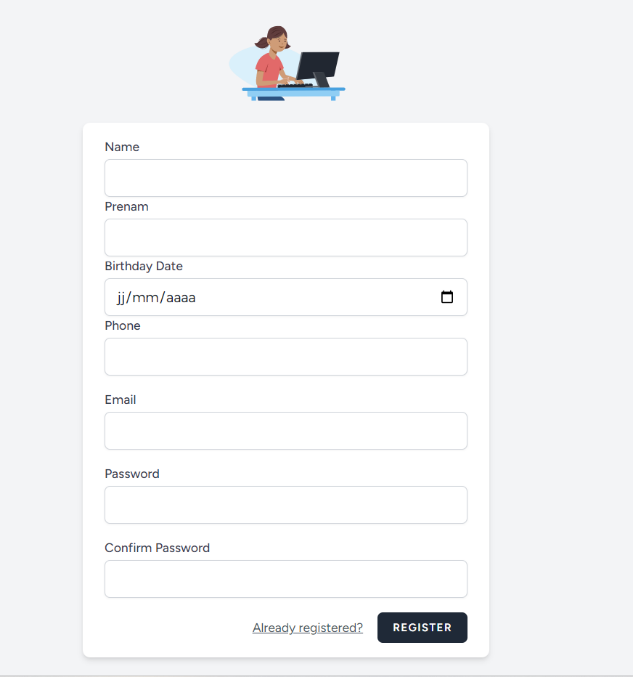 Name
Prenam
Birthday Date
jj/mm/aaaa
Phone
Email
Password
Confirm Password
Already registered? REGISTER